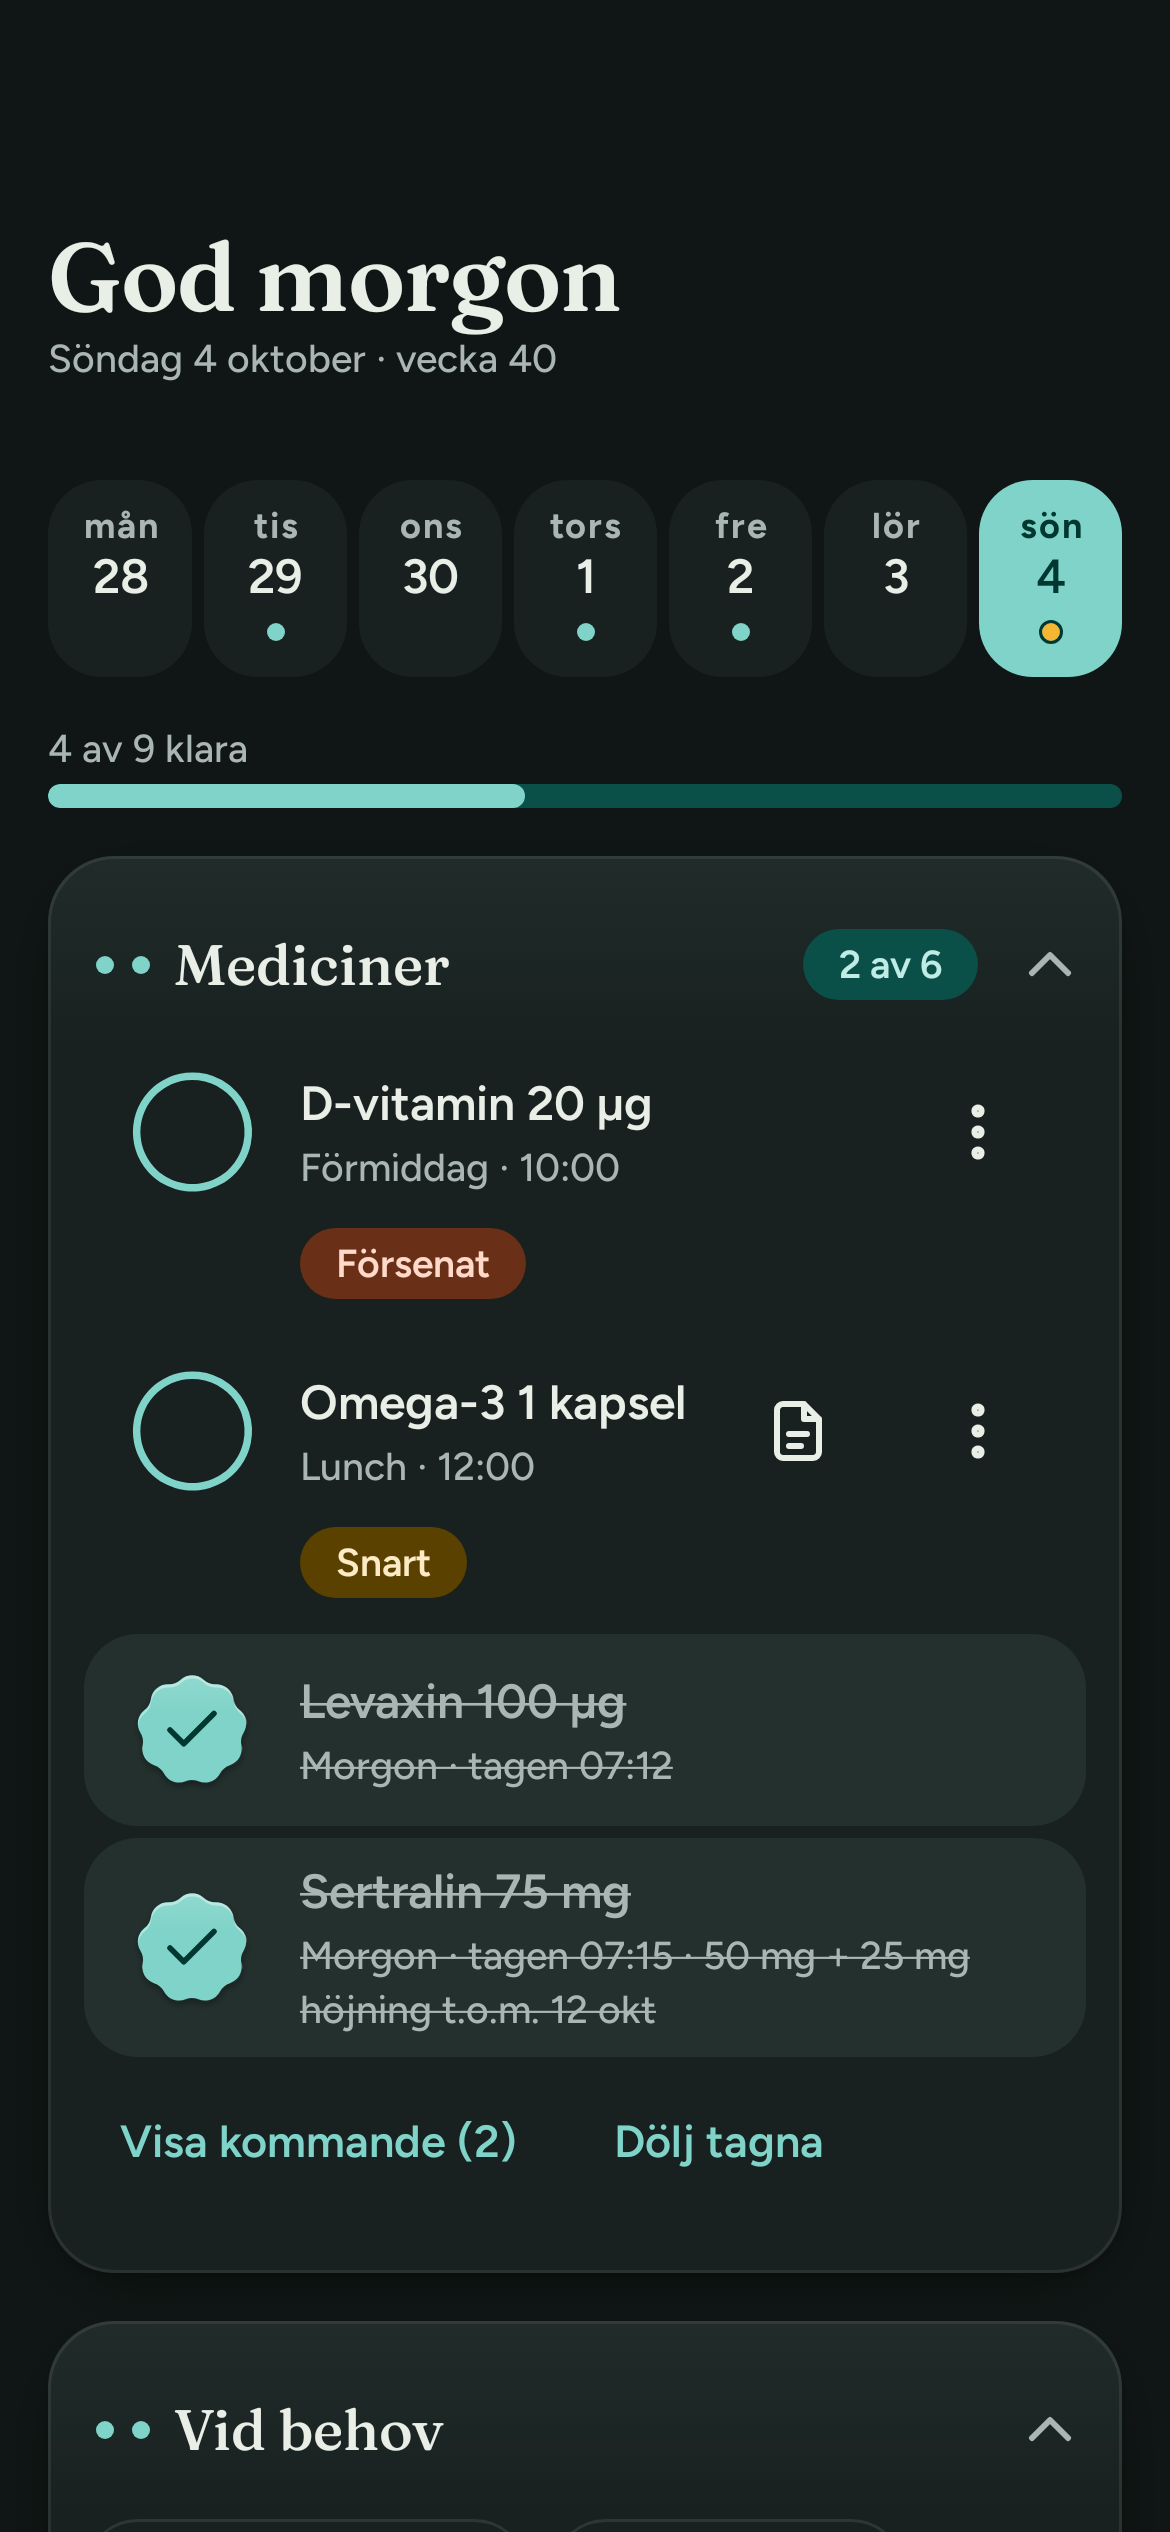 God morgon
Söndag 4 oktober · vecka 40
mån tis ons tors fre lör sön
28 29 30 1 2 3 4
4 av 9 klara
Mediciner 2 av 6
D-vitamin 20 µg
Förmiddag · 10:00
Försenat
Omega-3 1 kapsel
Lunch · 12:00
Snart
Levaxin 100 µg
Morgon · tagen 07:12
Sertralin 75 mg
Morgon · tagen 07:15 · 50 mg + 25 mg
höjning t.o.m. 12 okt
Visa kommande (2) Dölj tagna
Vid behov